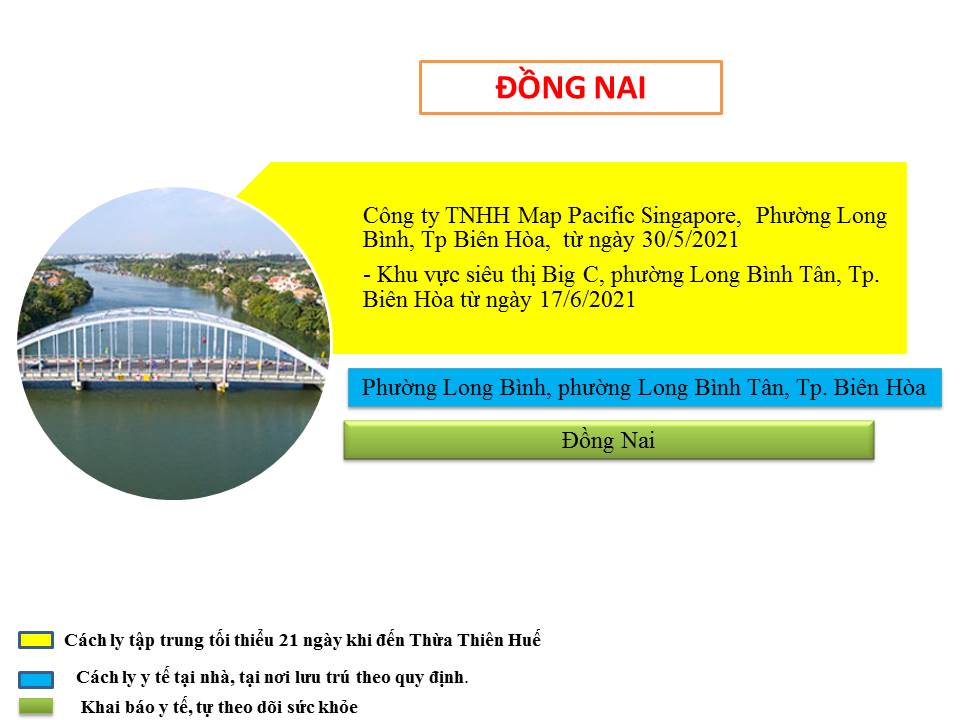 ĐỒNG NAI
Công ty TNHH Map Pacific Singapore, Phường Long
Bình, Tp Biên Hòa, từ ngày 30/5/2021
- Khu vực siêu thị Big C, phường Long Bình Tân, Tp.
Biên Hòa từ ngày 17/6/2021
Phường Long Bình, phường Long Bình Tân, Tp. Biên Hòa
Đồng Nai
Cách ly tập trung tối thiểu 21 ngày khi đến Thừa Thiên Huế
Cách ly y tế tại nhà, tại nơi lưu trú theo quy định.
Khai báo y tế, tự theo dõi sức khỏe